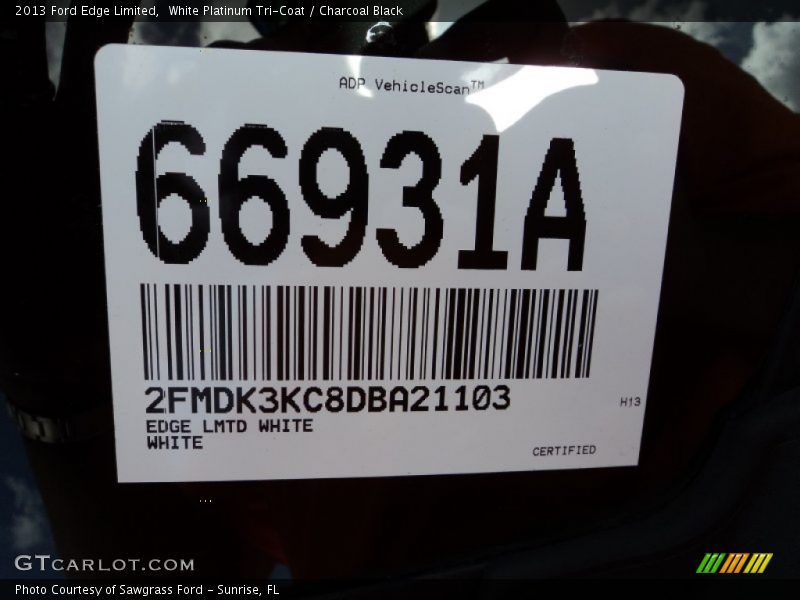 2013 Ford Edge Limited,  White Platinum Tri-Coat / Charcoal Black
ADP VehicleScan™
66931A
2FMDK3KC8DBA21103
EDGE LMTD WHITE
WHITE
H13
CERTIFIED
GTCARLOT.COM
Photo Courtesy of Sawgrass Ford - Sunrise, FL